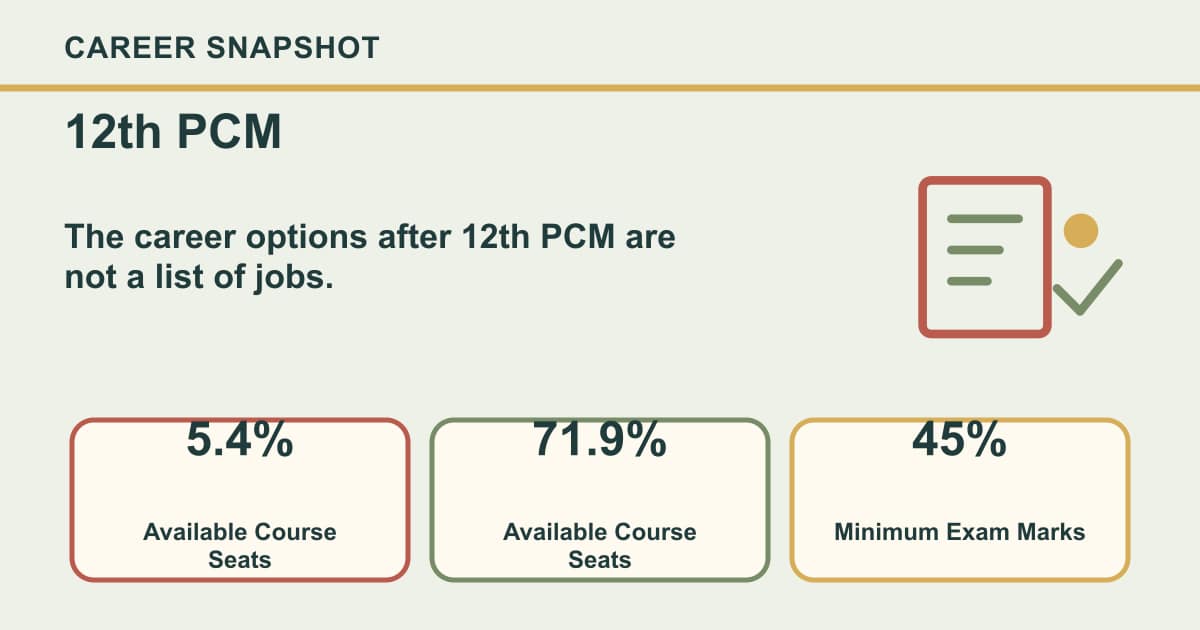 CAREER SNAPSHOT
12th PCM
The career options after 12th PCM are
not a list of jobs.
5.4%
Available Course
Seats
71.9%
Available Course
Seats
45%
Minimum Exam Marks